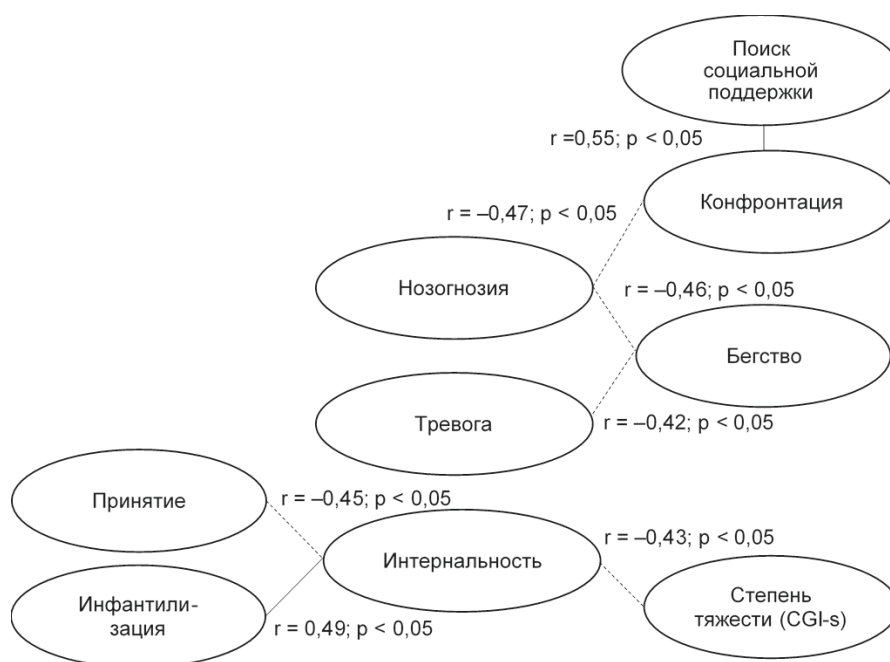 Поиск
социальной
поддержки
r =0,55; p < 0,05
Конфронтация
r = –0,47; p < 0,05
Нозогнозия
r = –0,46; p < 0,05
Бегство
Тревога
r = –0,42; p < 0,05
Принятие
r = –0,45; p < 0,05
Интернальность
r = –0,43; p < 0,05
Инфантили-
зация
r = 0,49; p < 0,05
Степень
тяжести (CGI-s)